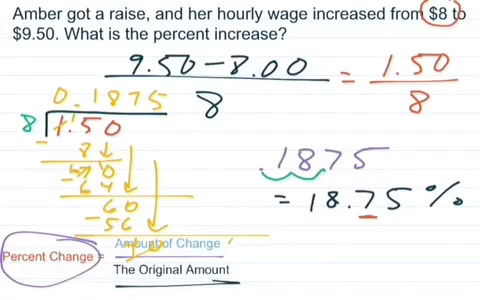 Amber got a raise, and her hourly wage increased from $8 to
$9.50. What is the percent increase?
9.50 - 8.00
8
= 1.50
8
0.1875
8 1.50
8
70
- 64
60
- 56
.1875
= 18.75 %
Percent Change = Amount of Change
The Original Amount